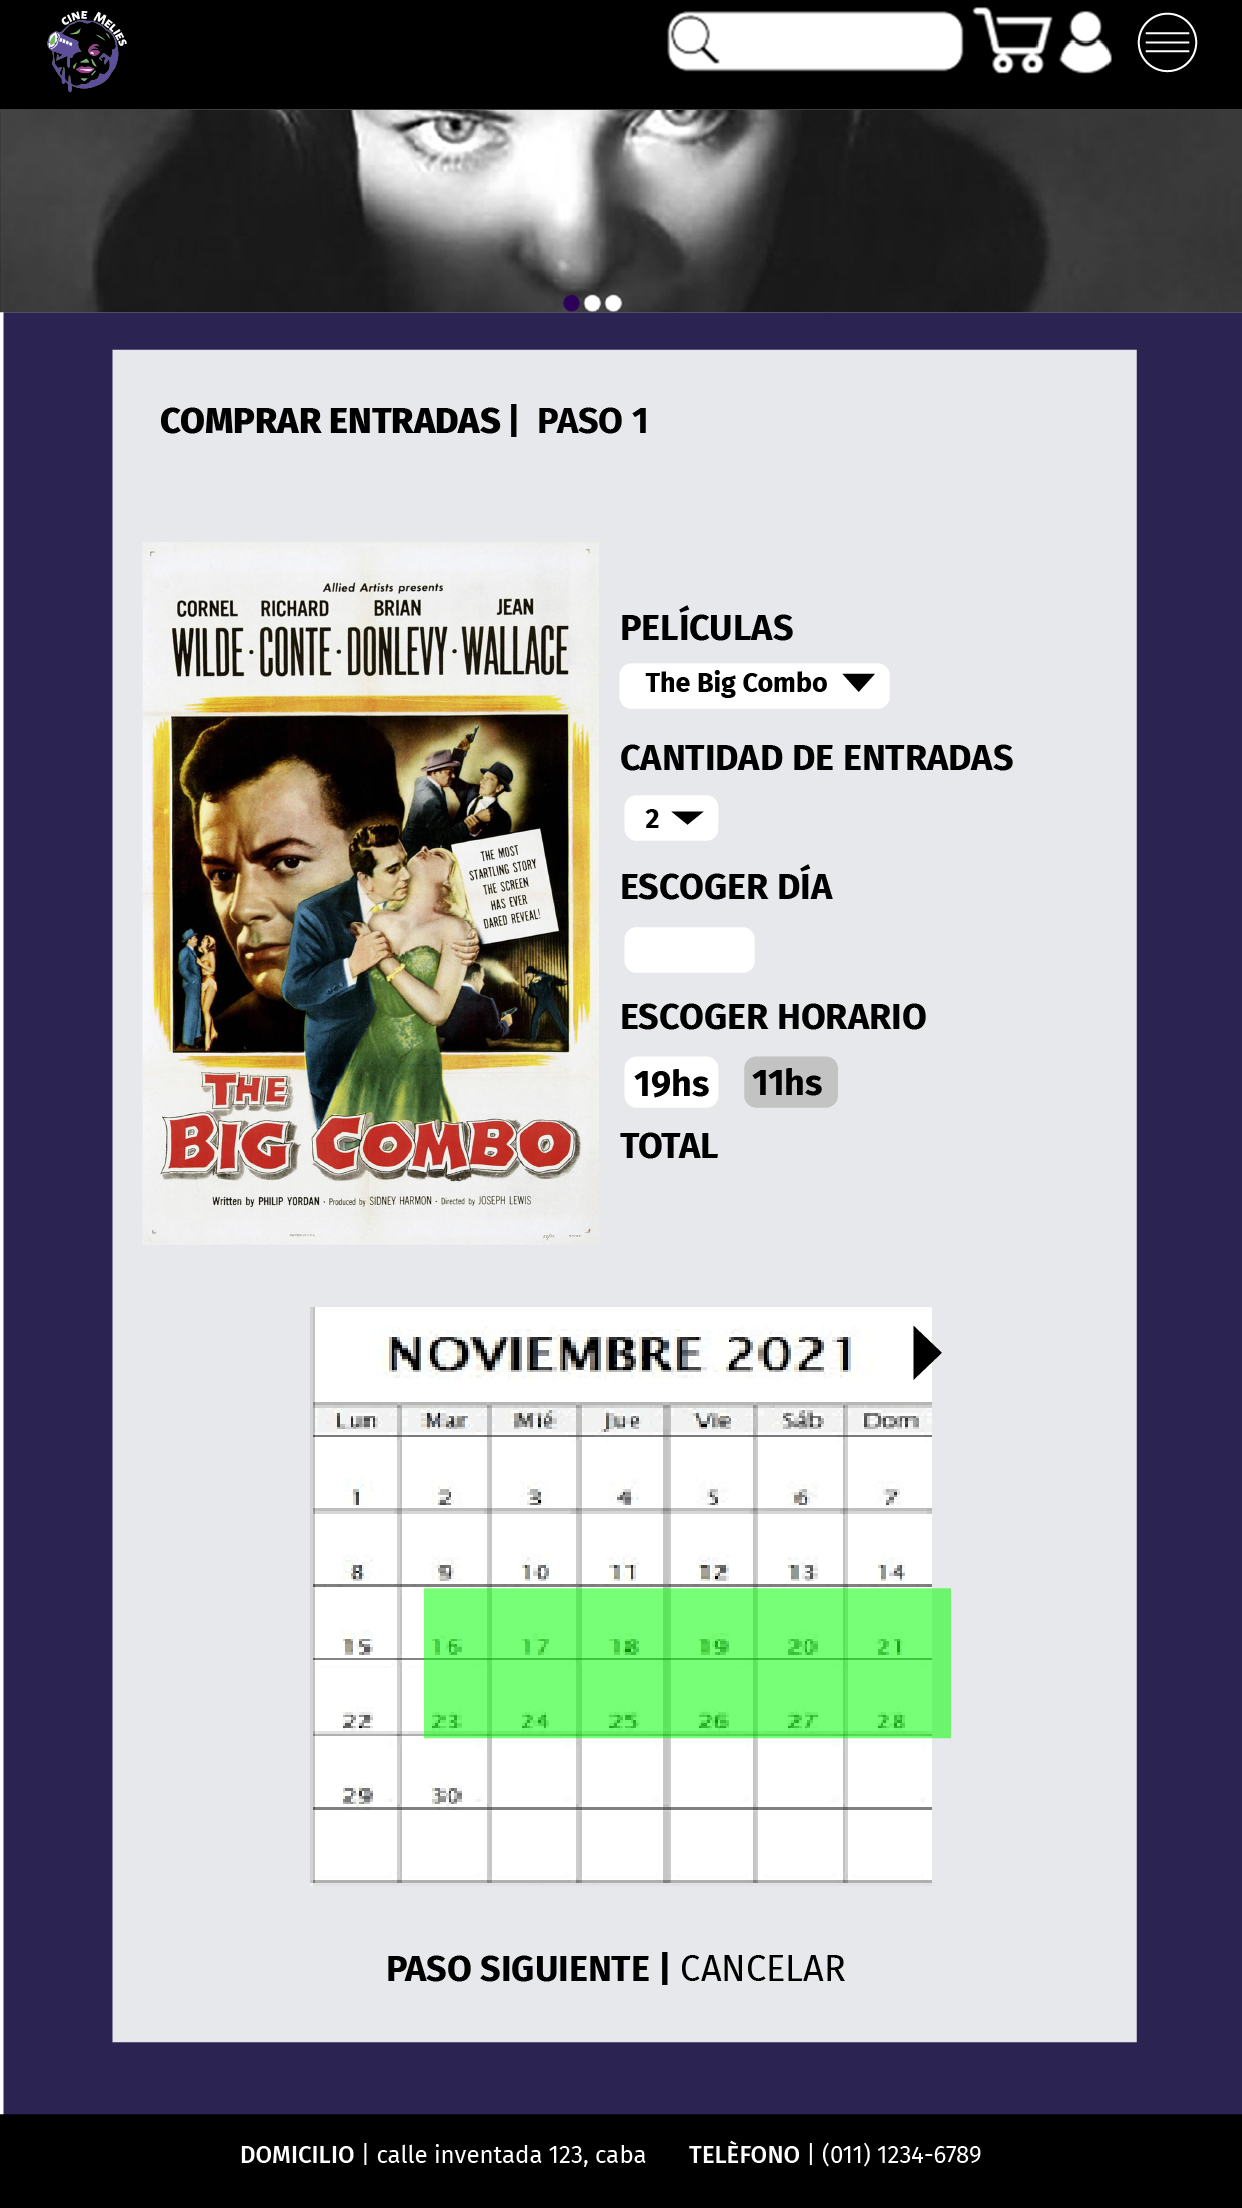 CINE MELIES
COMPRAR ENTRADAS | PASO 1
Allied Artists presents
CORNEL RICHARD BRIAN JEAN
WILDE · CONTE · DONLEVY · WALLACE
THE MOST
STARTLING STORY
THE SCREEN
HAS EVER
DARED REVEAL!
THE
BIG COMBO
Written by PHILIP YORDAN · Produced by SIDNEY HARMON · Directed by JOSEPH LEWIS
PELÍCULAS
The Big Combo
CANTIDAD DE ENTRADAS
2
ESCOGER DÍA
ESCOGER HORARIO
19hs 11hs
TOTAL
NOVIEMBRE 2021
Lun Mar Mié Jue Vie Sáb Dom
1 2 3 4 5 6 7
8 9 10 11 12 13 14
15 16 17 18 19 20 21
22 23 24 25 26 27 28
29 30
PASO SIGUIENTE | CANCELAR
DOMICILIO | calle inventada 123, caba TELÈFONO | (011) 1234-6789